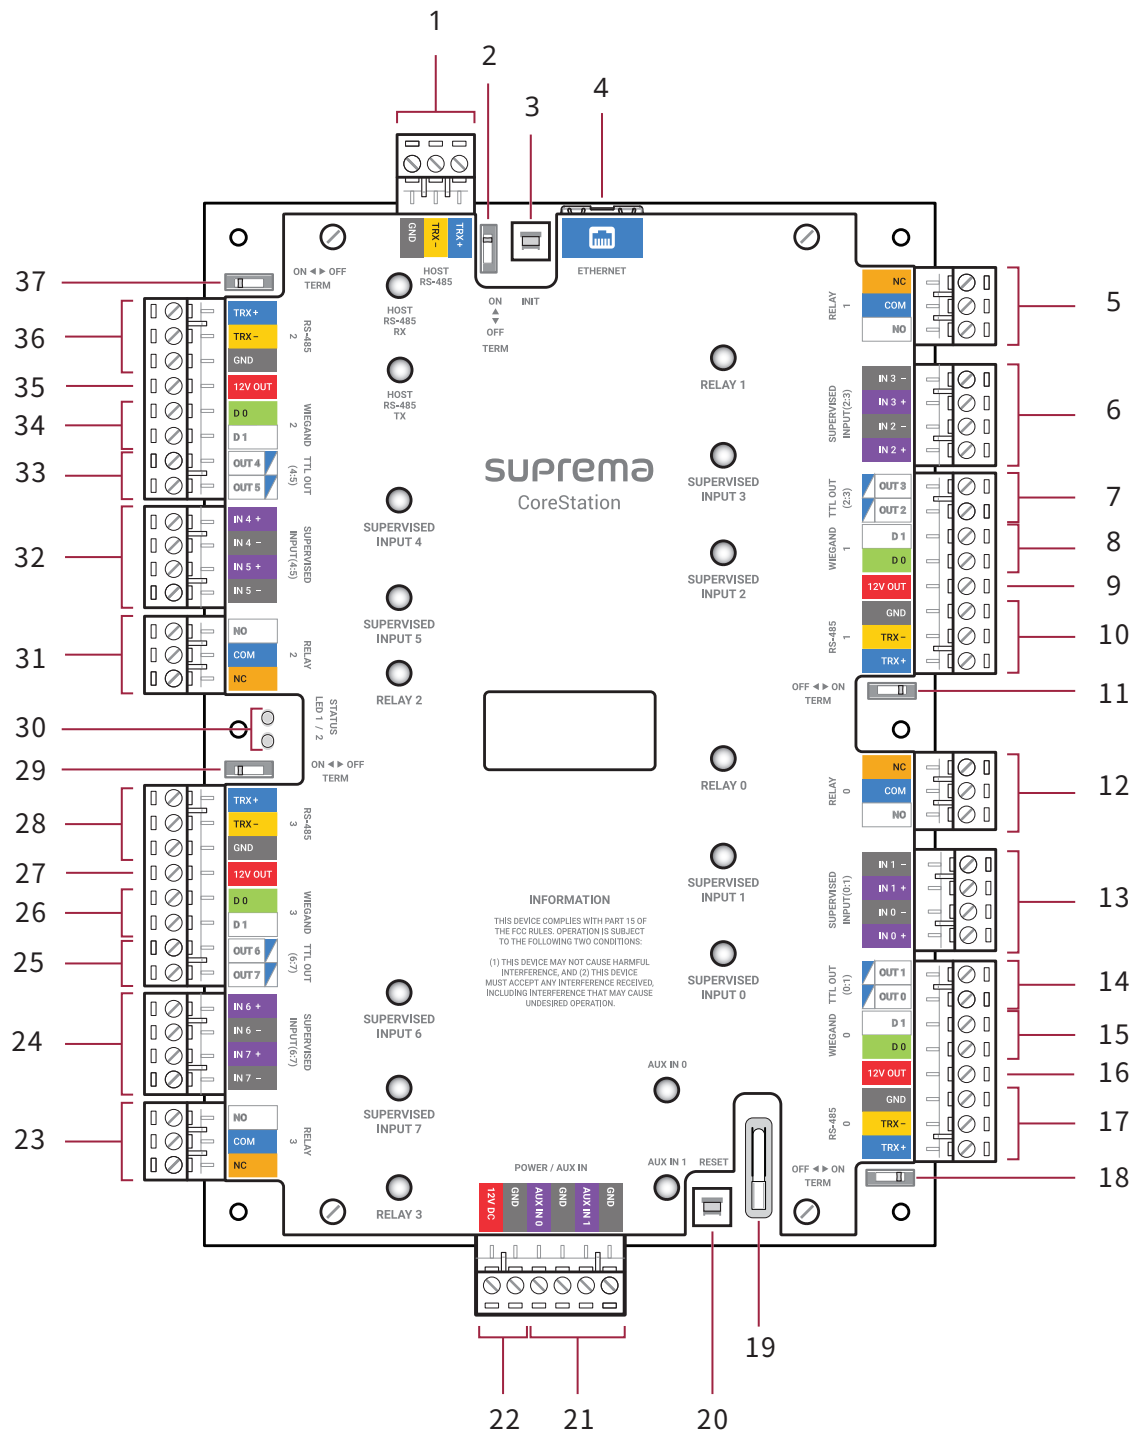 1
2
3
4
GND
TRX −
TRX +
HOST
RS-485
ETHERNET
ON
OFF
TERM
INIT
HOST
RS-485
RX
HOST
RS-485
TX
37
ON ◄ ► OFF
TERM
36
TRX +
TRX −
GND
RS-485
2
35
12V OUT
34
D 0
D 1
WIEGAND
2
33
OUT 4
OUT 5
TTL OUT
(4:5)
32
IN 4 +
IN 4 −
IN 5 +
IN 5 −
SUPERVISED
INPUT(4:5)
31
NO
COM
NC
RELAY
2
30
STATUS
LED 1 / 2
29
ON ◄ ► OFF
TERM
28
TRX +
TRX −
GND
RS-485
3
27
12V OUT
26
D 0
D 1
WIEGAND
3
25
OUT 6
OUT 7
TTL OUT
(6:7)
24
IN 6 +
IN 6 −
IN 7 +
IN 7 −
SUPERVISED
INPUT(6:7)
23
NO
COM
NC
RELAY
3
RELAY 1
suprema
CoreStation
SUPERVISED
INPUT 3
SUPERVISED
INPUT 4
SUPERVISED
INPUT 2
SUPERVISED
INPUT 5
RELAY 2
RELAY 0
SUPERVISED
INPUT 1
INFORMATION
THIS DEVICE COMPLIES WITH PART 15 OF
THE FCC RULES. OPERATION IS SUBJECT
TO THE FOLLOWING TWO CONDITIONS:
(1) THIS DEVICE MAY NOT CAUSE HARMFUL
INTERFERENCE, AND (2) THIS DEVICE
MUST ACCEPT ANY INTERFERENCE RECEIVED,
INCLUDING INTERFERENCE THAT MAY CAUSE
UNDESIRED OPERATION.
SUPERVISED
INPUT 0
SUPERVISED
INPUT 6
AUX IN 0
SUPERVISED
INPUT 7
AUX IN 1
RESET
RELAY 3
POWER / AUX IN
12V DC
GND
AUX IN 0
GND
AUX IN 1
GND
RELAY
1
NC
COM
NO
5
SUPERVISED
INPUT(2:3)
IN 3 −
IN 3 +
IN 2 −
IN 2 +
6
TTL OUT
(2:3)
OUT 3
OUT 2
7
WIEGAND
1
D 1
D 0
8
12V OUT
9
RS-485
1
GND
TRX −
TRX +
10
OFF ◄ ► ON
TERM
11
RELAY
0
NC
COM
NO
12
SUPERVISED
INPUT(0:1)
IN 1 −
IN 1 +
IN 0 −
IN 0 +
13
TTL OUT
(0:1)
OUT 1
OUT 0
14
WIEGAND
0
D 1
D 0
15
12V OUT
16
RS-485
0
GND
TRX −
TRX +
17
OFF ◄ ► ON
TERM
18
19
20
21
22